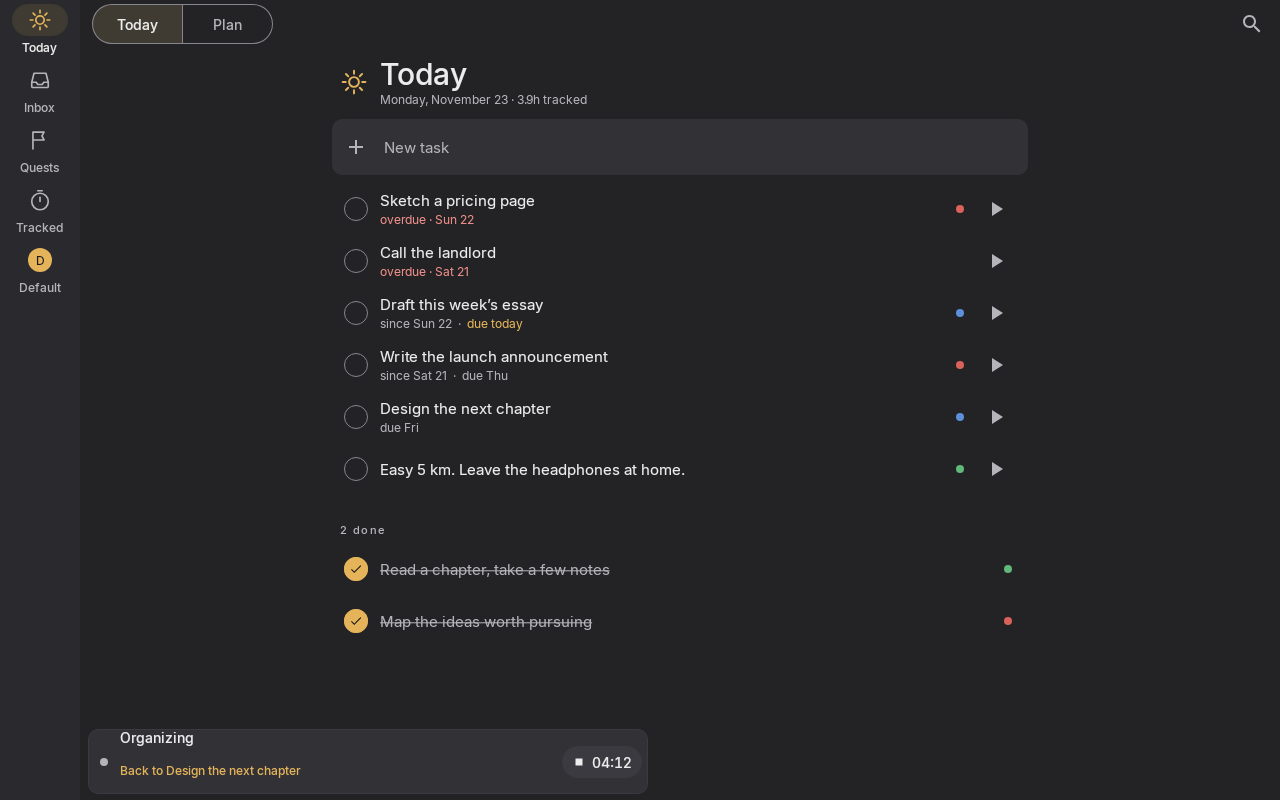 Today
Inbox
Quests
Tracked
D
Default
Today
Plan
Today
Monday, November 23 · 3.9h tracked
New task
Sketch a pricing page
overdue · Sun 22
Call the landlord
overdue · Sat 21
Draft this week’s essay
since Sun 22 · due today
Write the launch announcement
since Sat 21 · due Thu
Design the next chapter
due Fri
Easy 5 km. Leave the headphones at home.
2 done
Read a chapter, take a few notes
Map the ideas worth pursuing
Organizing
Back to Design the next chapter
04:12